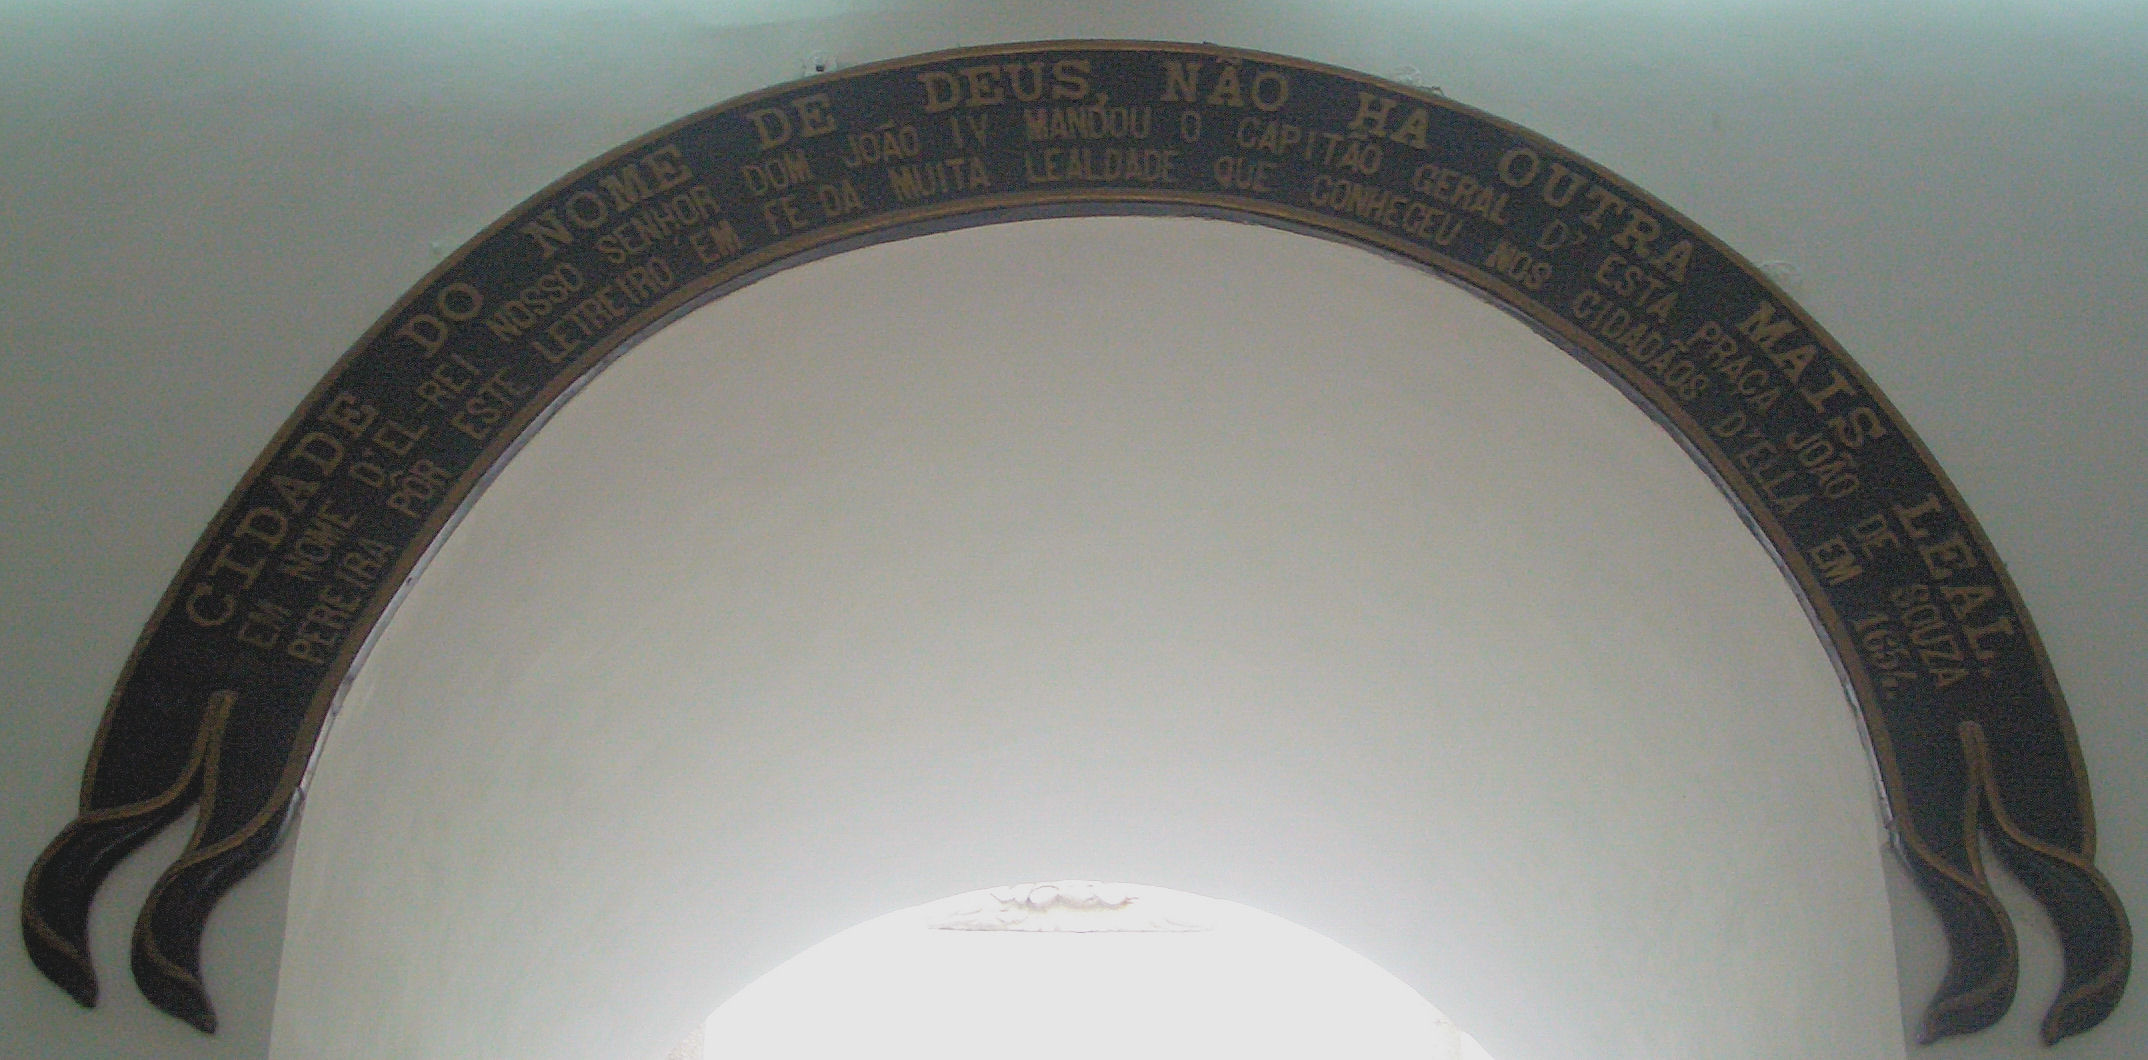 CIDADE DO NOME DE DEUS, NÃO HA OUTRA MAIS LEAL.
EM NOME D'EL-REI NOSSO SENHOR DOM JOÃO IV MANDOU O CAPITÃO GERAL D'ESTA PRAÇA JOÃO DE SOUZA
PEREIRA PÔR ESTE LETREIRO EM FE DA MUITA LEALDADE QUE CONHECEU NOS CIDADÃOS D'ELLA EM 1654.